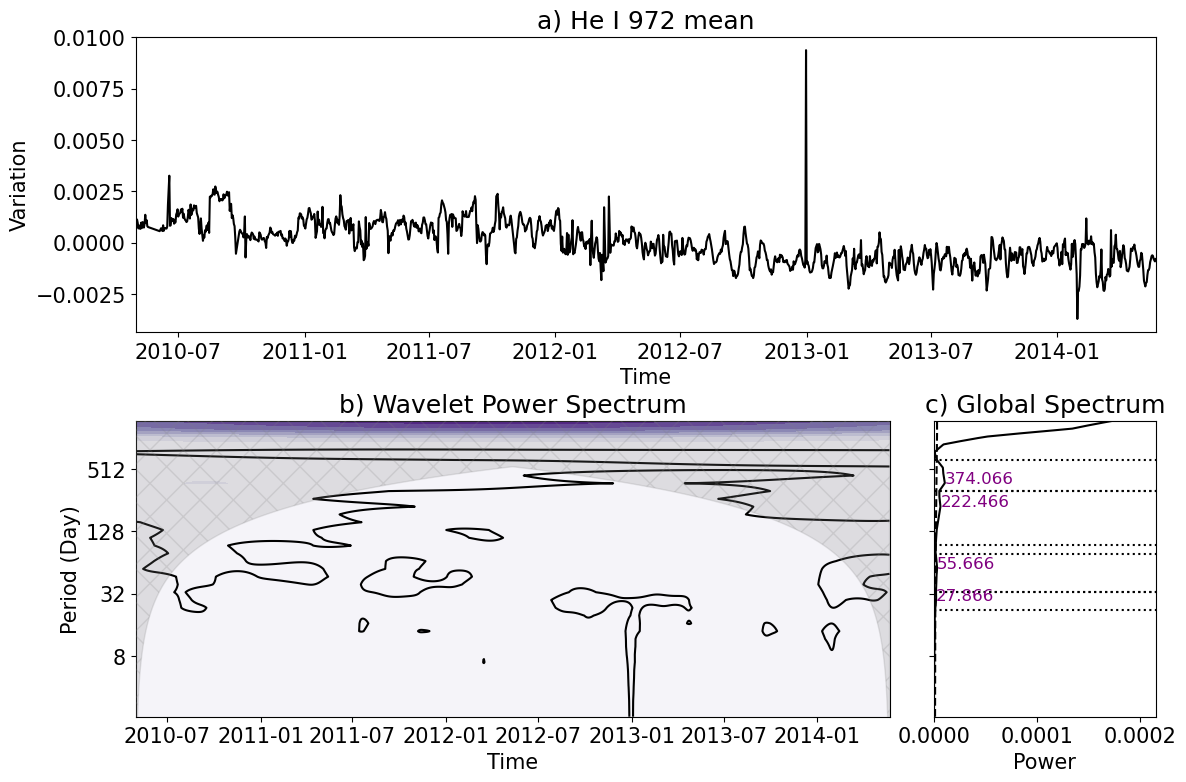 a) He I 972 mean
0.0100
0.0075
0.0050
0.0025
0.0000
−0.0025
Variation
2010-07 2011-01 2011-07 2012-01 2012-07 2013-01 2013-07 2014-01
Time
b) Wavelet Power Spectrum
512
128
32
8
Period (Day)
2010-07 2011-01 2011-07 2012-01 2012-07 2013-01 2013-07 2014-01
Time
c) Global Spectrum
374.066
222.466
55.666
27.866
0.0000 0.0001 0.0002
Power